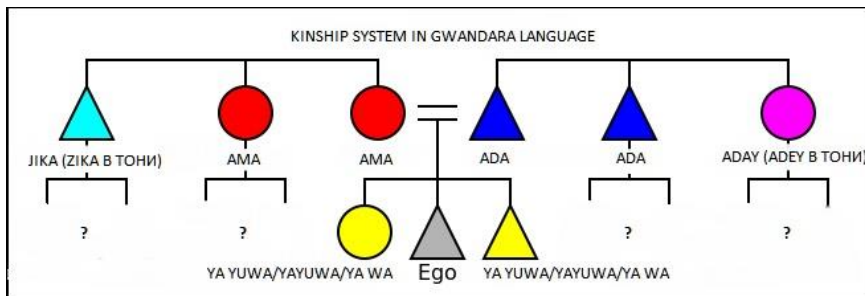 KINSHIP SYSTEM IN GWANDARA LANGUAGE
JIKA (ZIKA В ТОНИ) AMA AMA ADA ADA ADAY (ADEY В ТОНИ)
? ? ? ?
YA YUWA/YAYUWA/YA WA Ego YA YUWA/YAYUWA/YA WA